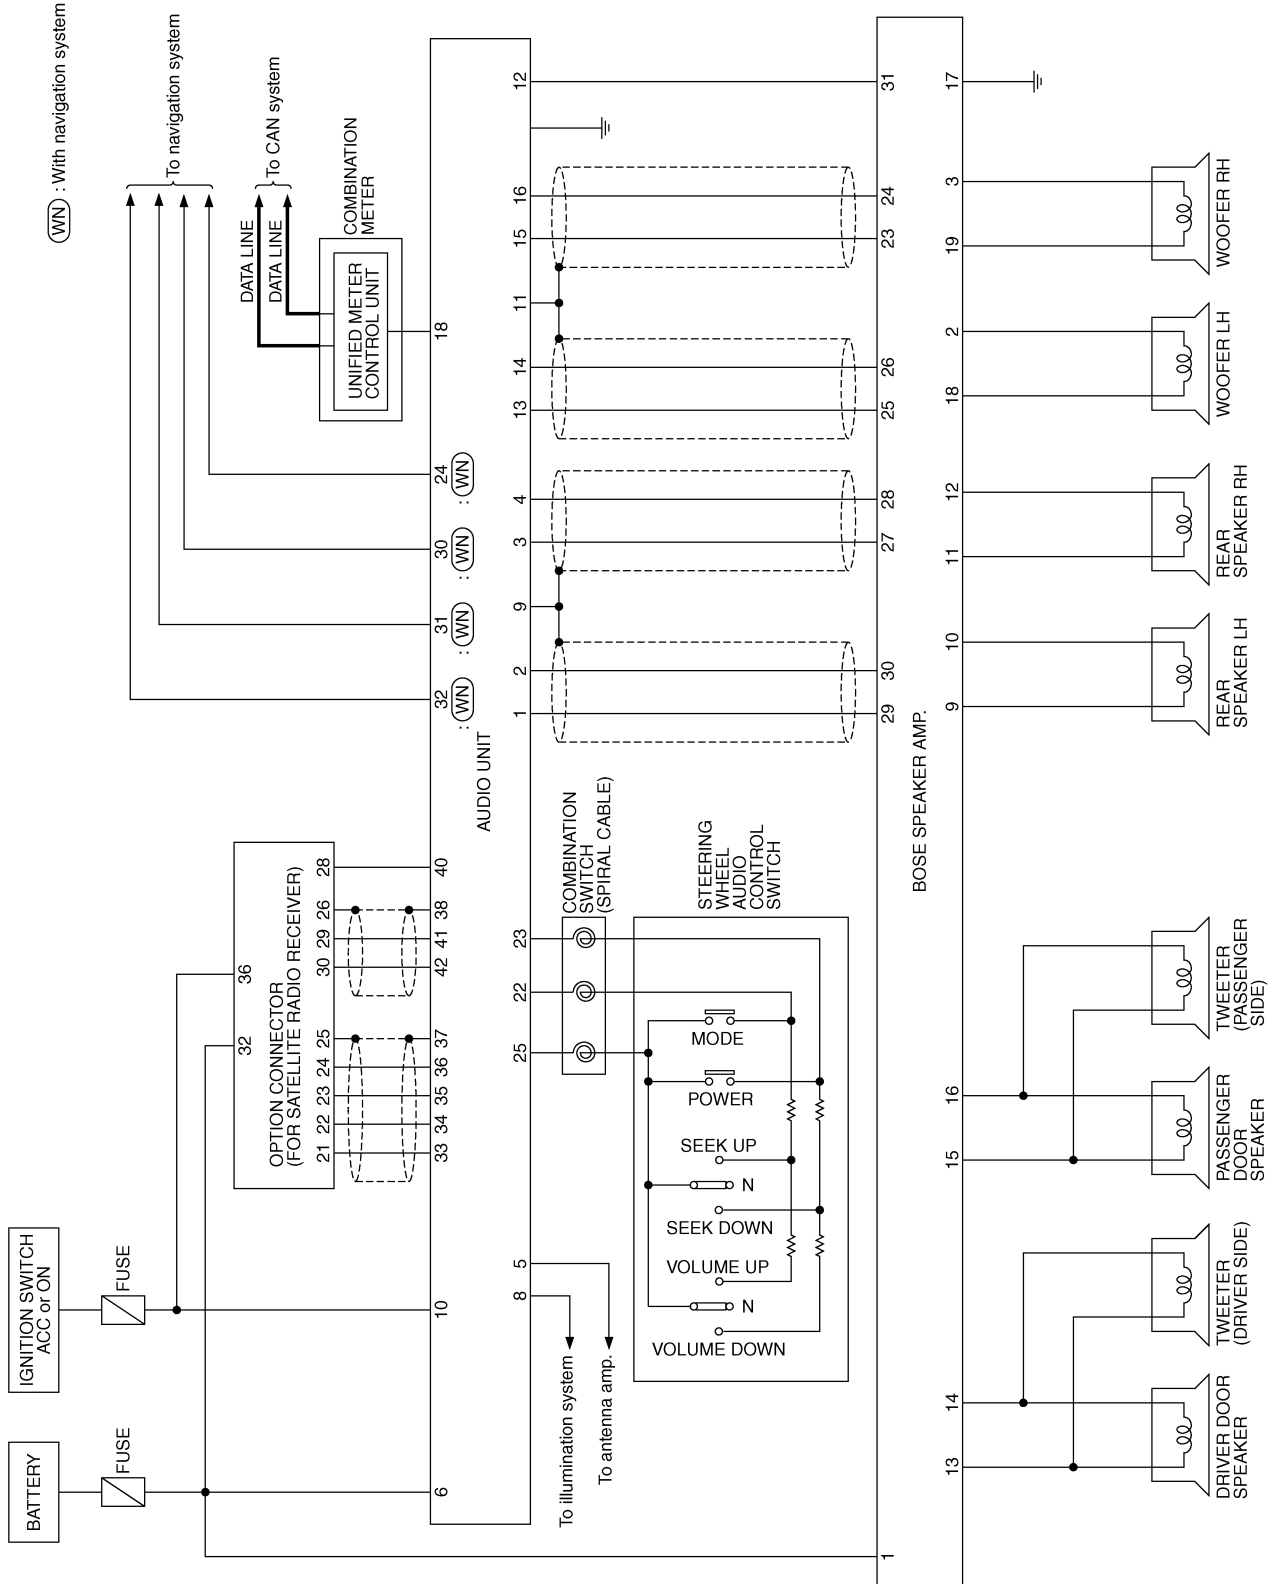 BATTERY
FUSE
IGNITION SWITCH
ACC or ON
FUSE
WN : With navigation system
To navigation system
To CAN system
DATA LINE
DATA LINE
COMBINATION
METER
UNIFIED METER
CONTROL UNIT
OPTION CONNECTOR
(FOR SATELLITE RADIO RECEIVER)
32
36
21
22
23
24
25
30
29
26
28
6
10
33
34
35
36
37
42
41
38
40
32
: WN
31
: WN
30
: WN
24
: WN
18
AUDIO UNIT
8
5
25
22
23
1
2
9
3
4
13
14
11
15
16
12
To illumination system
To antenna amp.
COMBINATION
SWITCH
(SPIRAL CABLE)
STEERING
WHEEL
AUDIO
CONTROL
SWITCH
MODE
POWER
SEEK UP
N
SEEK DOWN
VOLUME UP
N
VOLUME DOWN
1
29
30
27
28
25
26
23
24
31
BOSE SPEAKER AMP.
13
14
15
16
9
10
11
12
18
2
19
3
17
DRIVER DOOR
SPEAKER
TWEETER
(DRIVER SIDE)
PASSENGER
DOOR
SPEAKER
TWEETER
(PASSENGER
SIDE)
REAR
SPEAKER LH
REAR
SPEAKER RH
WOOFER LH
WOOFER RH